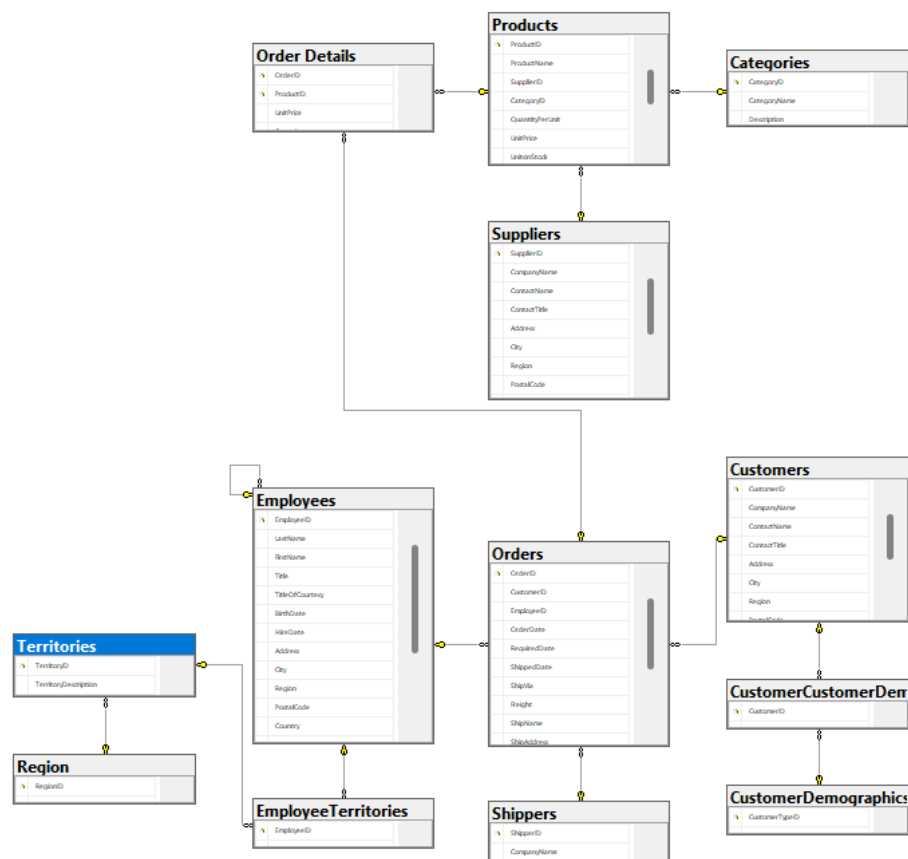 Products
ProductID
ProductName
SupplierID
CategoryID
QuantityPerUnit
UnitPrice
UnitsInStock
Order Details
OrderID
ProductID
UnitPrice
Categories
CategoryID
CategoryName
Description
Suppliers
SupplierID
CompanyName
ContactName
ContactTitle
Address
City
Region
PostalCode
Employees
EmployeeID
LastName
FirstName
Title
TitleOfCourtesy
BirthDate
HireDate
Address
City
Region
PostalCode
Country
Orders
OrderID
CustomerID
EmployeeID
OrderDate
RequiredDate
ShippedDate
ShipVia
Freight
ShipName
ShipAddress
Customers
CustomerID
CompanyName
ContactName
ContactTitle
Address
City
Region
PostalCode
Territories
TerritoryID
TerritoryDescription
Region
RegionID
EmployeeTerritories
EmployeeID
Shippers
ShipperID
CompanyName
CustomerCustomerDem
CustomerID
CustomerDemographics
CustomerTypeID